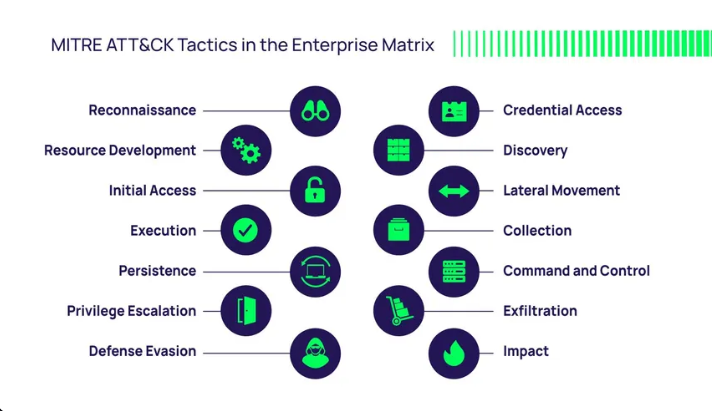 MITRE ATT&CK Tactics in the Enterprise Matrix
Reconnaissance
Resource Development
Initial Access
Execution
Persistence
Privilege Escalation
Defense Evasion
Credential Access
Discovery
Lateral Movement
Collection
Command and Control
Exfiltration
Impact